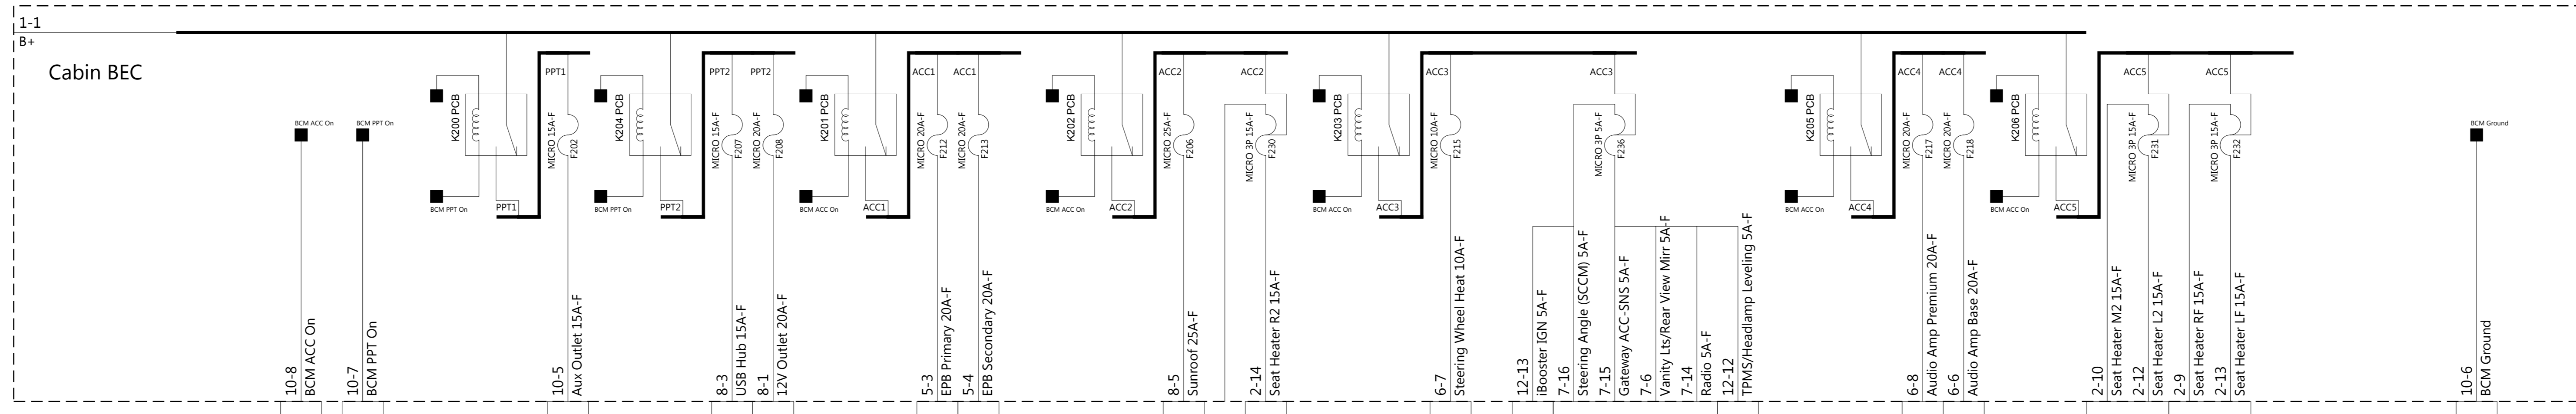 1-1
B+
Cabin BEC
BCM ACC On
10-8
BCM ACC On
BCM PPT On
10-7
BCM PPT On
K200 PCB
BCM PPT On
PPT1
PPT1
MICRO 15A-F
F202
10-5
Aux Outlet 15A-F
K204 PCB
BCM PPT On
PPT2
PPT2
MICRO 15A-F
F207
8-3
USB Hub 15A-F
PPT2
MICRO 20A-F
F208
8-1
12V Outlet 20A-F
K201 PCB
BCM ACC On
ACC1
ACC1
MICRO 20A-F
F212
5-3
EPB Primary 20A-F
ACC1
MICRO 20A-F
F213
5-4
EPB Secondary 20A-F
K202 PCB
BCM ACC On
ACC2
ACC2
MICRO 25A-F
F206
8-5
Sunroof 25A-F
ACC2
MICRO 3P 15A-F
F230
2-14
Seat Heater R2 15A-F
K203 PCB
BCM ACC On
ACC3
ACC3
MICRO 10A-F
F215
6-7
Steering Wheel Heat 10A-F
ACC3
MICRO 3P 5A-F
F236
12-13
iBooster IGN 5A-F
7-16
Steering Angle (SCCM) 5A-F
7-15
Gateway ACC-SNS 5A-F
7-6
Vanity Lts/Rear View Mirr 5A-F
7-14
Radio 5A-F
12-12
TPMS/Headlamp Leveling 5A-F
K205 PCB
BCM ACC On
ACC4
ACC4
MICRO 20A-F
F217
6-8
Audio Amp Premium 20A-F
ACC4
MICRO 20A-F
F218
6-6
Audio Amp Base 20A-F
K206 PCB
BCM ACC On
ACC5
ACC5
MICRO 3P 15A-F
F231
2-10
Seat Heater M2 15A-F
2-12
Seat Heater L2 15A-F
ACC5
MICRO 3P 15A-F
F232
2-9
Seat Heater RF 15A-F
2-13
Seat Heater LF 15A-F
BCM Ground
10-6
BCM Ground